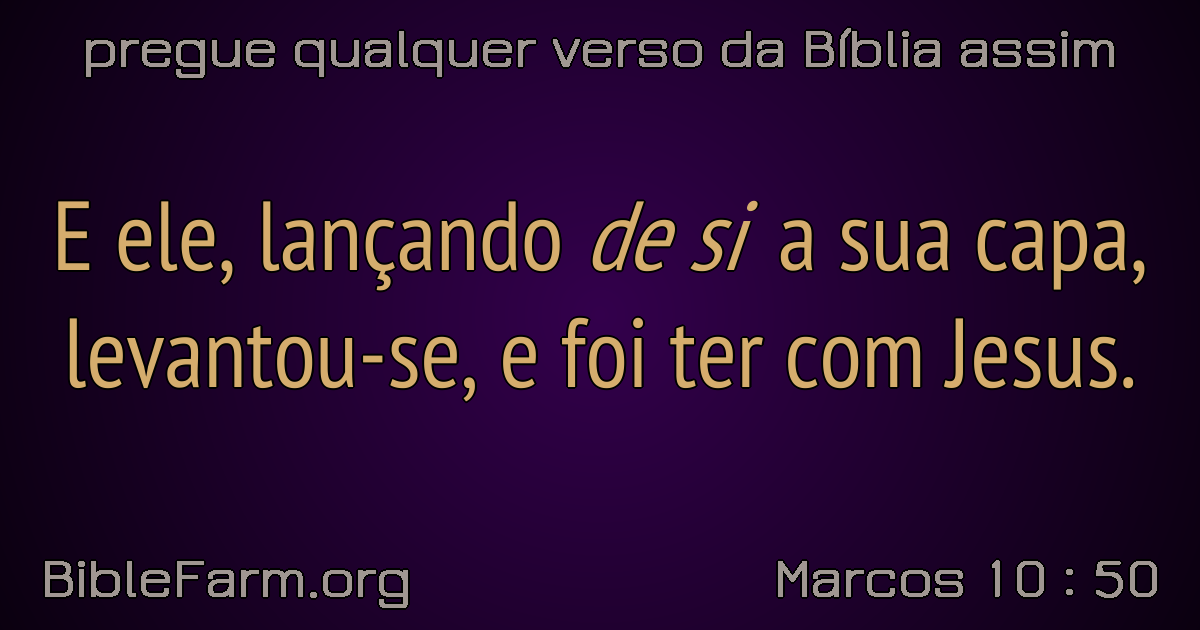 pregue qualquer verso da Bíblia assim
E ele, lançando de si a sua capa,
levantou-se, e foi ter com Jesus.
BibleFarm.org
Marcos 10 : 50